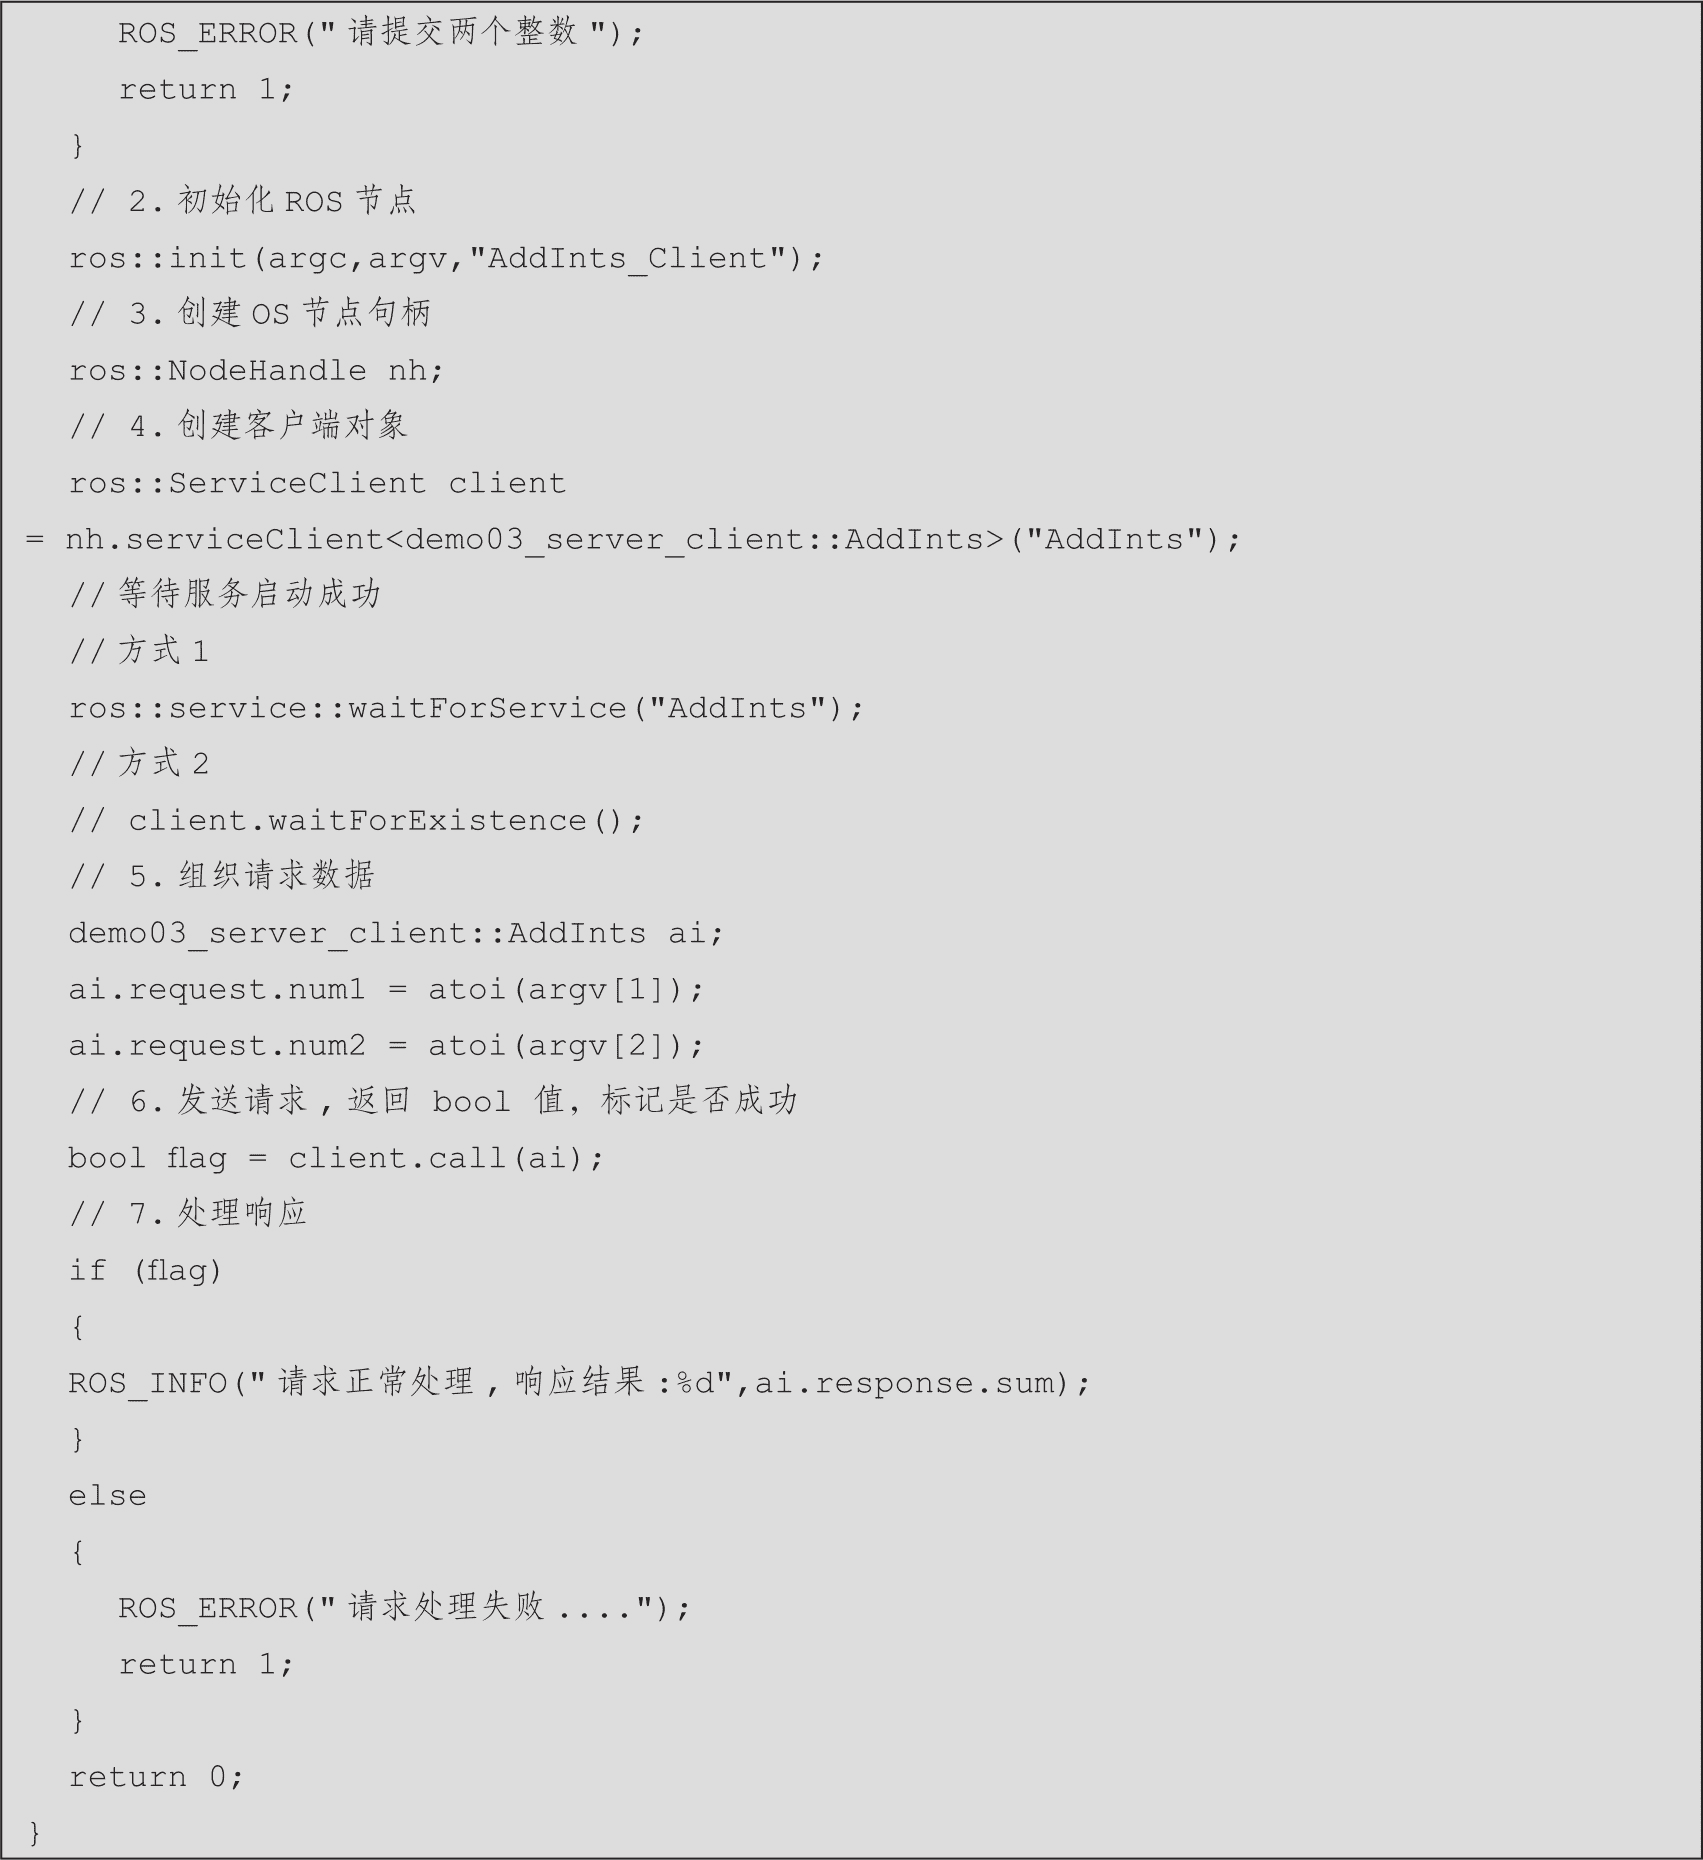 ROS_ERROR("请提交两个整数");
return 1;
}
// 2.初始化ROS节点
ros::init(argc,argv,"AddInts_Client");
// 3.创建OS节点句柄
ros::NodeHandle nh;
// 4.创建客户端对象
ros::ServiceClient client
= nh.serviceClient<demo03_server_client::AddInts>("AddInts");
//等待服务启动成功
//方式1
ros::service::waitForService("AddInts");
//方式2
// client.waitForExistence();
// 5.组织请求数据
demo03_server_client::AddInts ai;
ai.request.num1 = atoi(argv[1]);
ai.request.num2 = atoi(argv[2]);
// 6.发送请求,返回 bool 值，标记是否成功
bool flag = client.call(ai);
// 7.处理响应
if (flag)
{
ROS_INFO("请求正常处理,响应结果:%d",ai.response.sum);
}
else
{
ROS_ERROR("请求处理失败....");
return 1;
}
return 0;
}